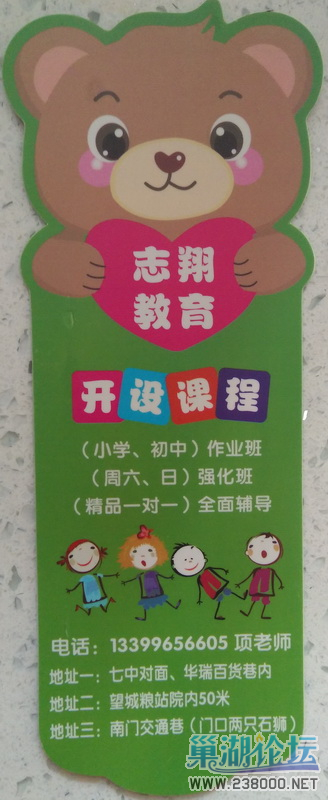 志翔
教育
开设课程
（小学、初中）作业班
（周六、日）强化班
（精品一对一）全面辅导
电话：13399656605 项老师
地址一：七中对面、华瑞百货巷内
地址二：望城粮站院内50米
地址三：南门交通巷（门口两只石狮）
巢湖论坛
www.238000.net